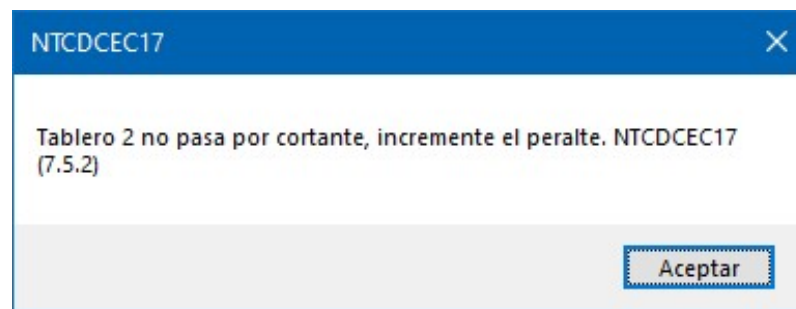 NTCDCEC17
Tablero 2 no pasa por cortante, incremente el peralte. NTCDCEC17
(7.5.2)
Aceptar